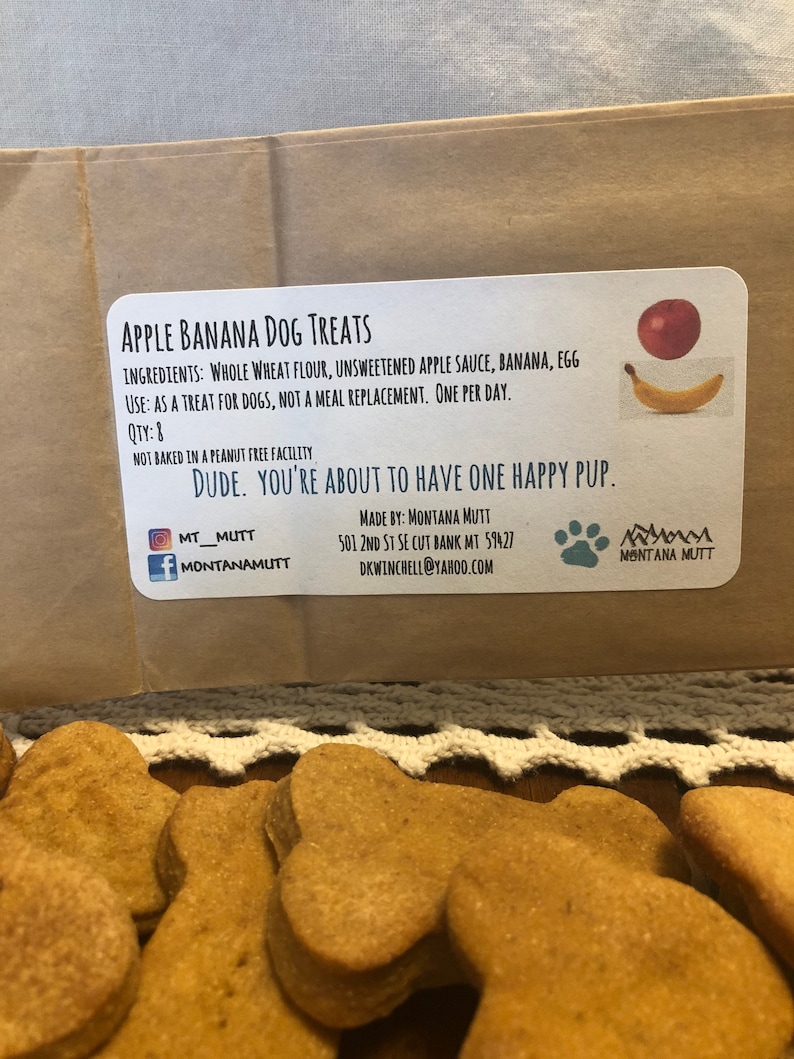 Apple Banana Dog Treats
ingredients: Whole Wheat flour, unsweetened apple sauce, banana, egg
Use: as a treat for dogs, not a meal replacement. One per day.
Qty: 8
not baked in a peanut free facility
Dude. you're about to have one happy pup.
Made by: Montana Mutt
501 2nd St SE cut bank mt 59427
dkwinchell@yahoo.com
mt__mutt
montanamutt
MONTANA MUTT